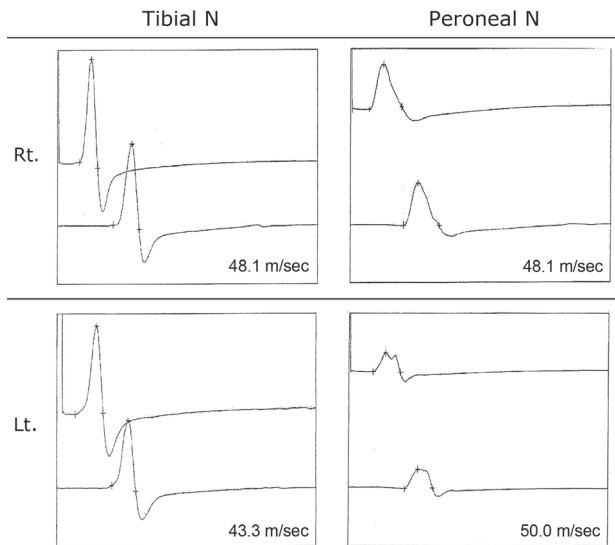 Tibial N Peroneal N
Rt.
48.1 m/sec 48.1 m/sec
Lt.
43.3 m/sec 50.0 m/sec